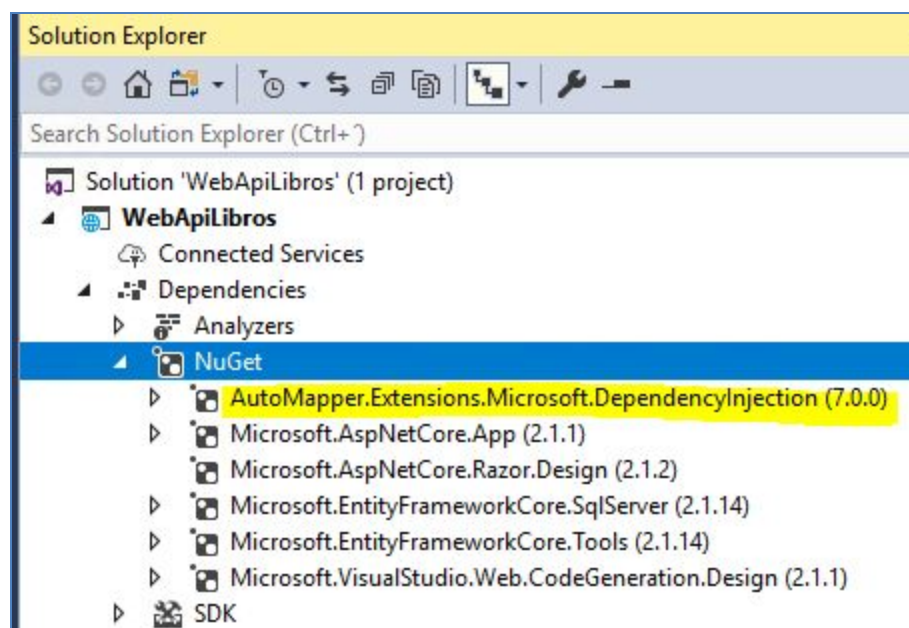 Solution Explorer
Search Solution Explorer (Ctrl+´)
Solution 'WebApiLibros' (1 project)
WebApiLibros
Connected Services
Dependencies
Analyzers
NuGet
AutoMapper.Extensions.Microsoft.DependencyInjection (7.0.0)
Microsoft.AspNetCore.App (2.1.1)
Microsoft.AspNetCore.Razor.Design (2.1.2)
Microsoft.EntityFrameworkCore.SqlServer (2.1.14)
Microsoft.EntityFrameworkCore.Tools (2.1.14)
Microsoft.VisualStudio.Web.CodeGeneration.Design (2.1.1)
SDK